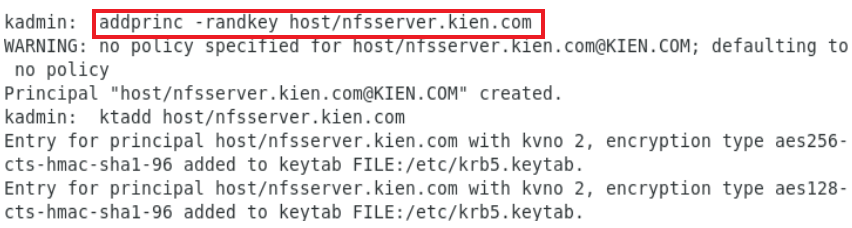 kadmin:  addprinc -randkey host/nfsserver.kien.com
WARNING: no policy specified for host/nfsserver.kien.com@KIEN.COM; defaulting to
 no policy
Principal "host/nfsserver.kien.com@KIEN.COM" created.
kadmin:  ktadd host/nfsserver.kien.com
Entry for principal host/nfsserver.kien.com with kvno 2, encryption type aes256-
cts-hmac-sha1-96 added to keytab FILE:/etc/krb5.keytab.
Entry for principal host/nfsserver.kien.com with kvno 2, encryption type aes128-
cts-hmac-sha1-96 added to keytab FILE:/etc/krb5.keytab.